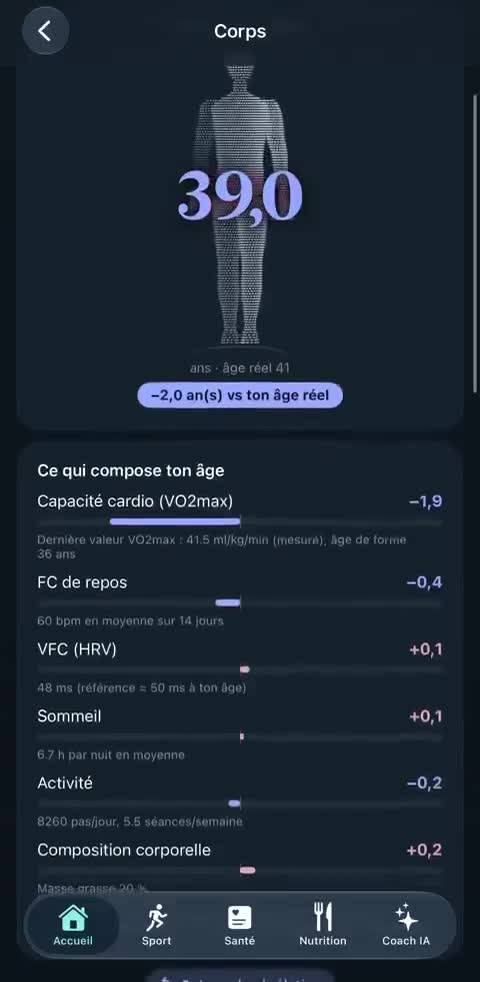 Corps
39,0
ans · âge réel 41
−2,0 an(s) vs ton âge réel
Ce qui compose ton âge
Capacité cardio (VO2max) −1,9
Dernière valeur VO2max : 41.5 ml/kg/min (mesuré), âge de forme
36 ans
FC de repos −0,4
60 bpm en moyenne sur 14 jours
VFC (HRV) +0,1
48 ms (référence ≈ 50 ms à ton âge)
Sommeil +0,1
6.7 h par nuit en moyenne
Activité −0,2
8260 pas/jour, 5.5 séances/semaine
Composition corporelle +0,2
Masse grasse 20 %
Accueil Sport Santé Nutrition Coach IA